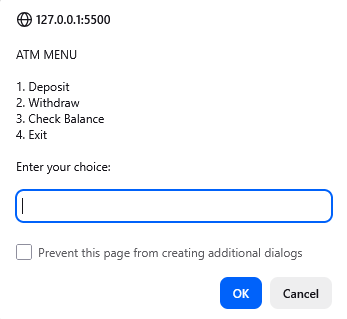 127.0.0.1:5500
ATM MENU
1. Deposit
2. Withdraw
3. Check Balance
4. Exit
Enter your choice:
Prevent this page from creating additional dialogs
OK Cancel